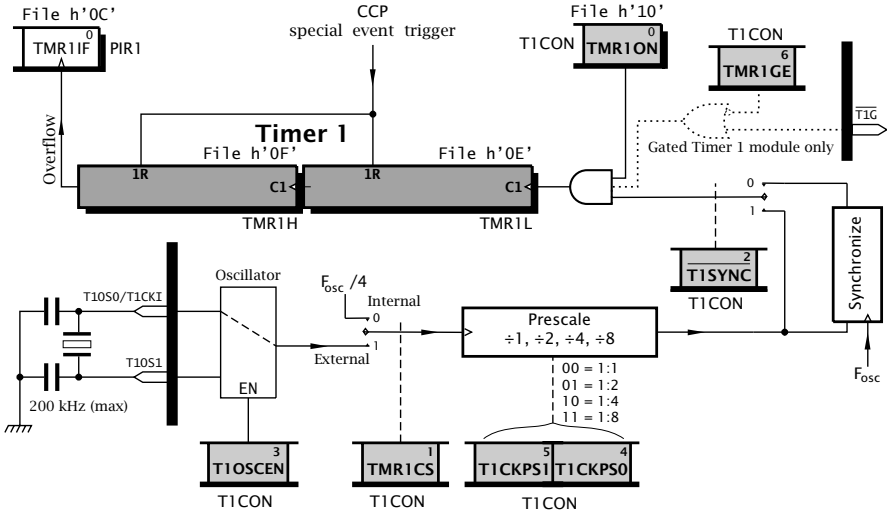 File h'0C'
0
TMR1IF
PIR1
CCP
special event trigger
File h'10'
T1CON
0
TMR1ON
T1CON
6
TMR1GE
T1G
Gated Timer 1 module only
Overflow
Timer 1
File h'0F'
File h'0E'
1R
C1
1R
C1
TMR1H
TMR1L
0
1
2
T1SYNC
T1CON
Synchronize
Fosc
T1OS0/T1CKI
T1OS1
200 kHz (max)
Oscillator
EN
Fosc /4
Internal
0
1
External
Prescale
÷1, ÷2, ÷4, ÷8
00 = 1:1
01 = 1:2
10 = 1:4
11 = 1:8
3
T1OSCEN
T1CON
1
TMR1CS
T1CON
5
T1CKPS1
4
T1CKPS0
T1CON